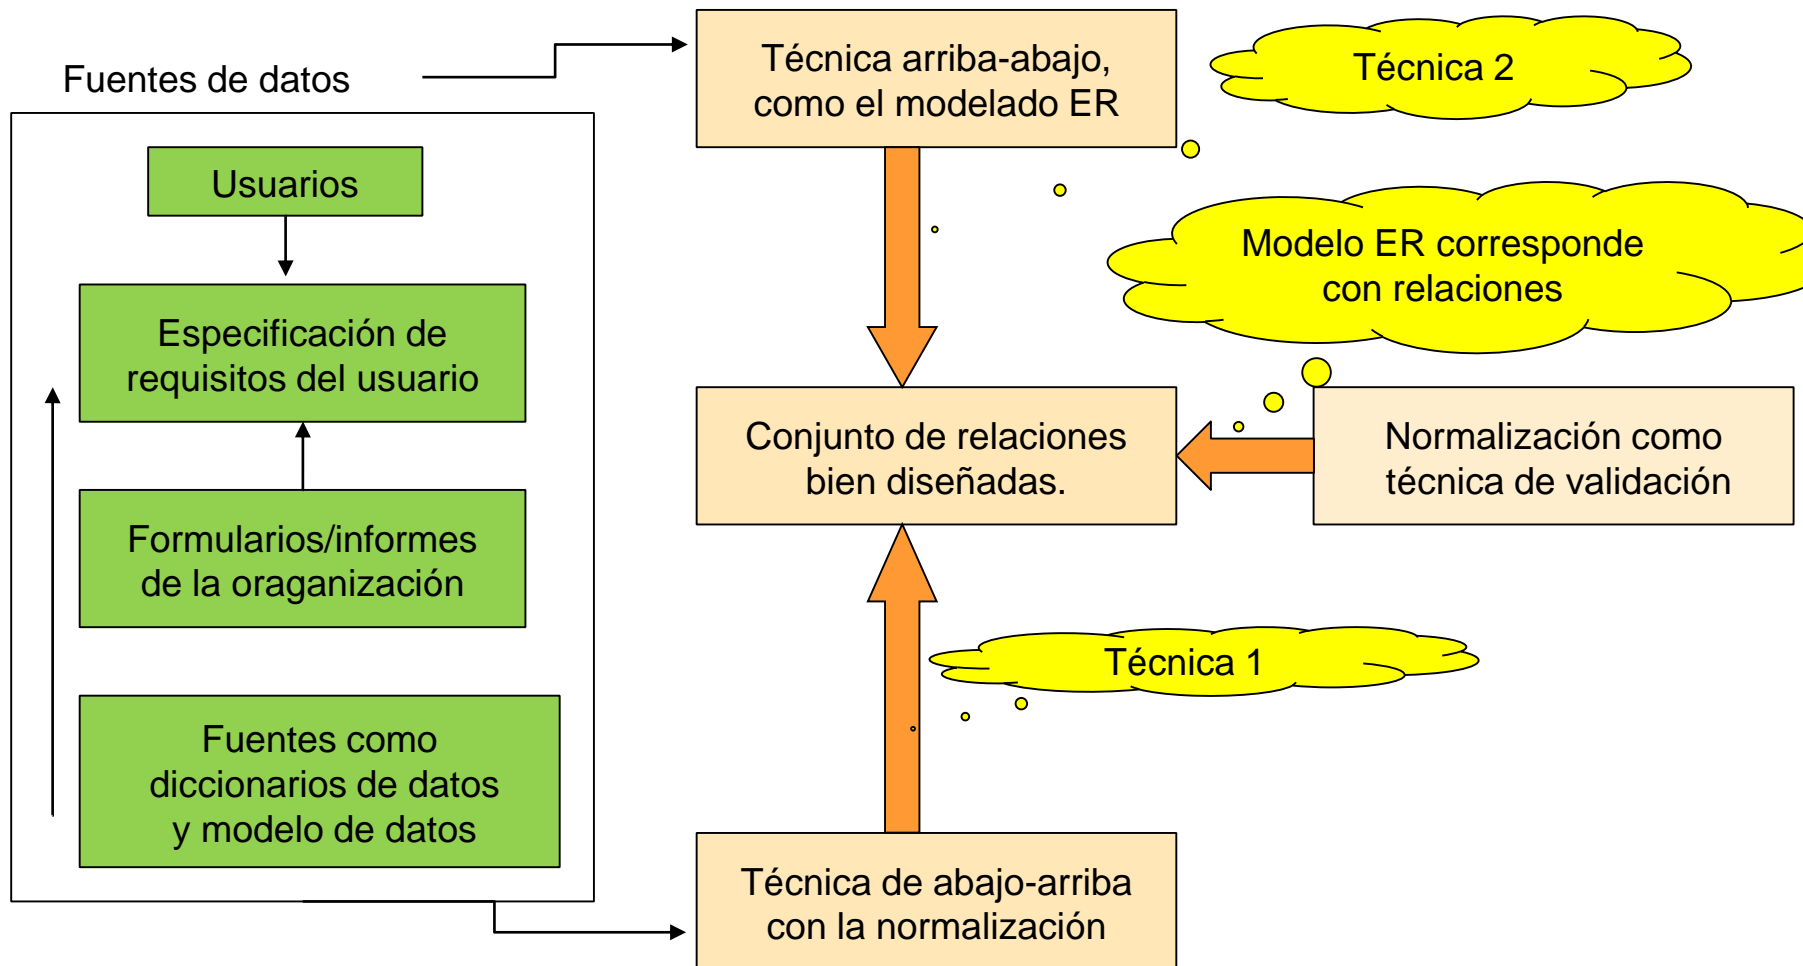 Fuentes de datos
Usuarios
Especificación de
requisitos del usuario
Formularios/informes
de la oraganización
Fuentes como
diccionarios de datos
y modelo de datos
Técnica arriba-abajo,
como el modelado ER
Técnica 2
Modelo ER corresponde
con relaciones
Conjunto de relaciones
bien diseñadas.
Normalización como
técnica de validación
Técnica 1
Técnica de abajo-arriba
con la normalización